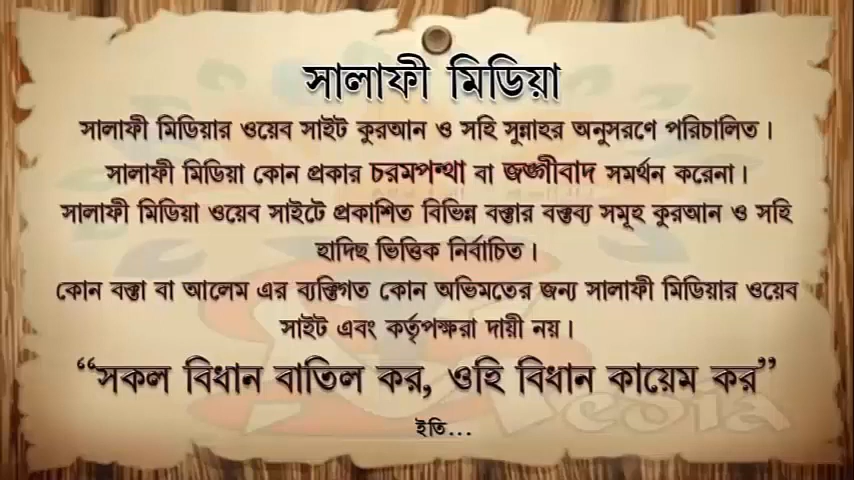 সালাফী মিডিয়া
সালাফী মিডিয়ার ওয়েব সাইট কুরআন ও সহি সুন্নাহর অনুসরণে পরিচালিত।
সালাফী মিডিয়া কোন প্রকার চরমপন্থা বা জঙ্গীবাদ সমর্থন করেনা।
সালাফী মিডিয়া ওয়েব সাইটে প্রকাশিত বিভিন্ন বক্তার বক্তব্য সমূহ কুরআন ও সহি
হাদিছ ভিত্তিক নির্বাচিত।
কোন বক্তা বা আলেম এর ব্যক্তিগত কোন অভিমতের জন্য সালাফী মিডিয়ার ওয়েব
সাইট এবং কর্তৃপক্ষরা দায়ী নয়।
“সকল বিধান বাতিল কর, ওহি বিধান কায়েম কর”
edia
ইতি...